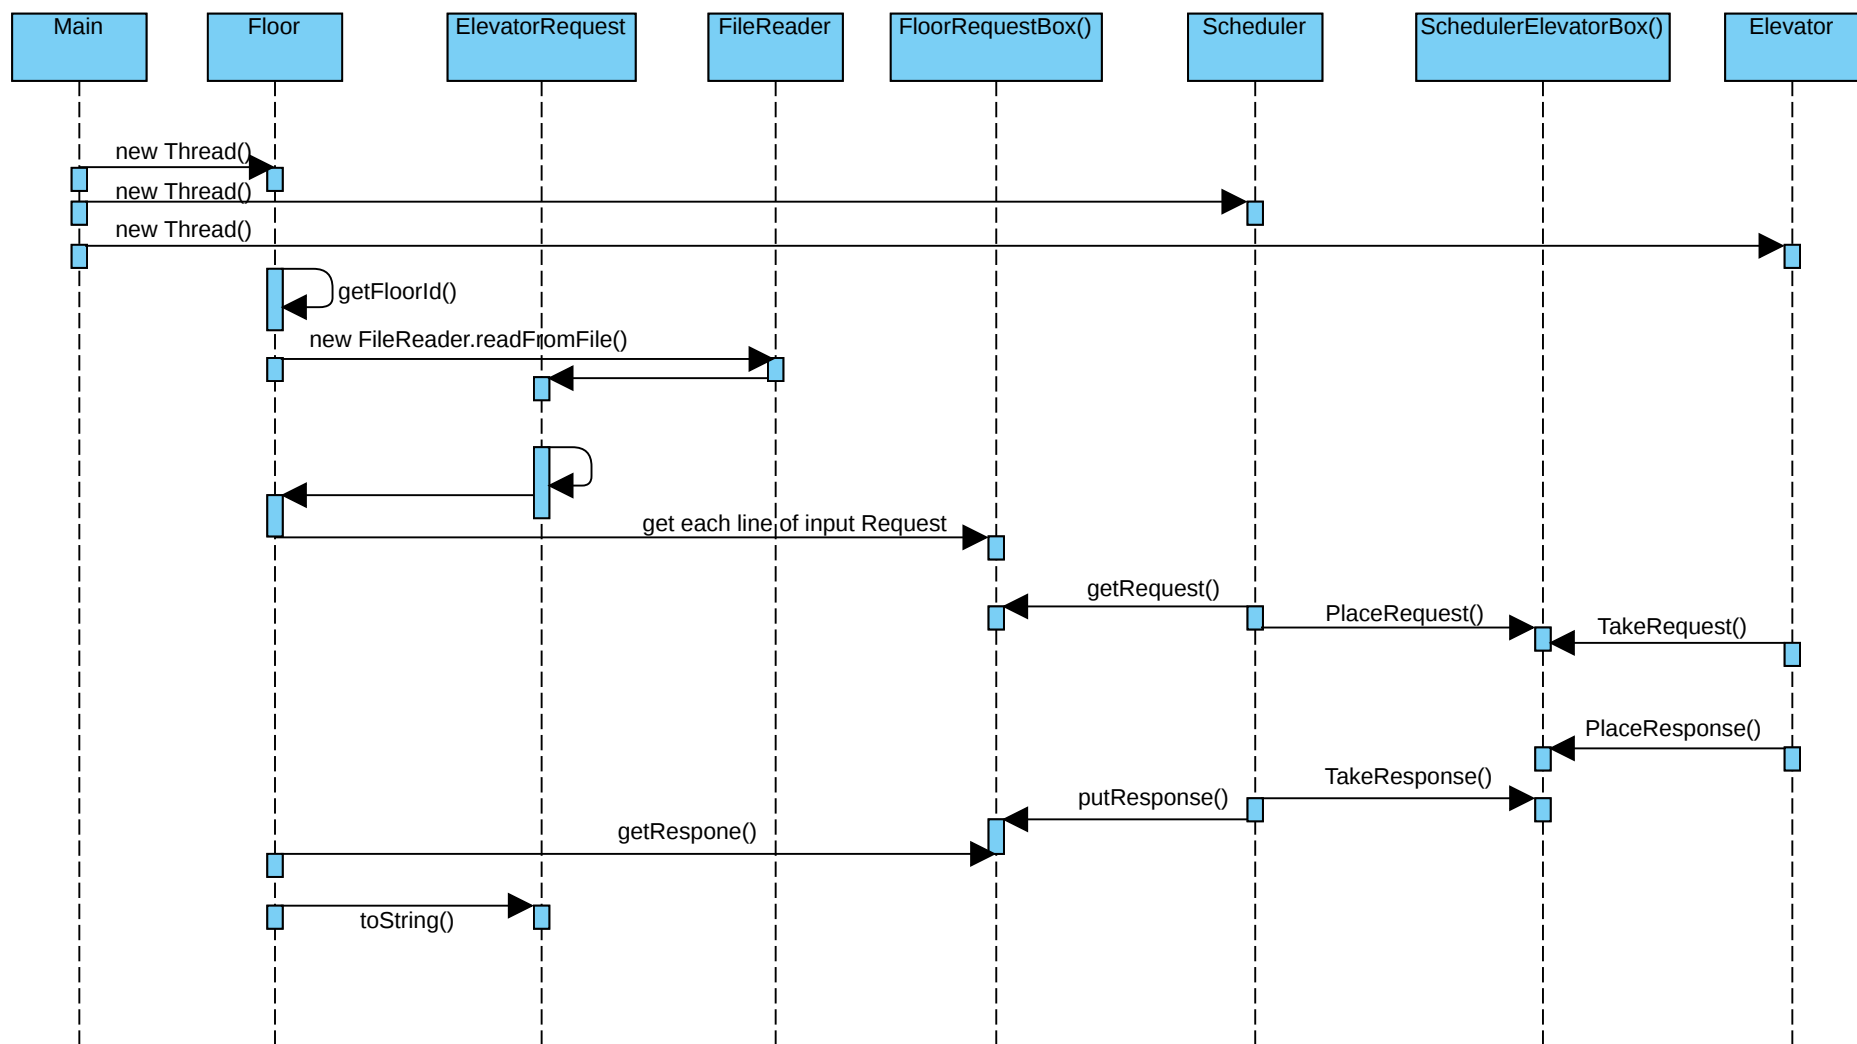 Main
Floor
ElevatorRequest
FileReader
FloorRequestBox()
Scheduler
SchedulerElevatorBox()
Elevator
new Thread()
new Thread()
new Thread()
getFloorId()
new FileReader.readFromFile()
get each line of input Request
getRequest()
PlaceRequest()
TakeRequest()
PlaceResponse()
TakeResponse()
putResponse()
getRespone()
toString()